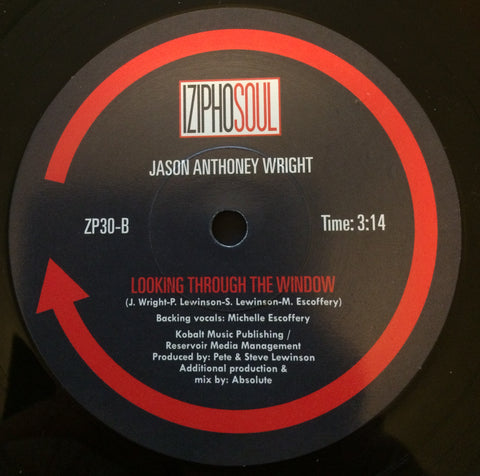 IZIPHOSOUL
JASON ANTHONEY WRIGHT
ZP30-B
Time: 3:14
LOOKING THROUGH THE WINDOW
(J. Wright-P. Lewinson-S. Lewinson-M. Escoffery)
Backing vocals: Michelle Escoffery
Kobalt Music Publishing /
Reservoir Media Management
Produced by: Pete & Steve Lewinson
Additional production &
mix by: Absolute